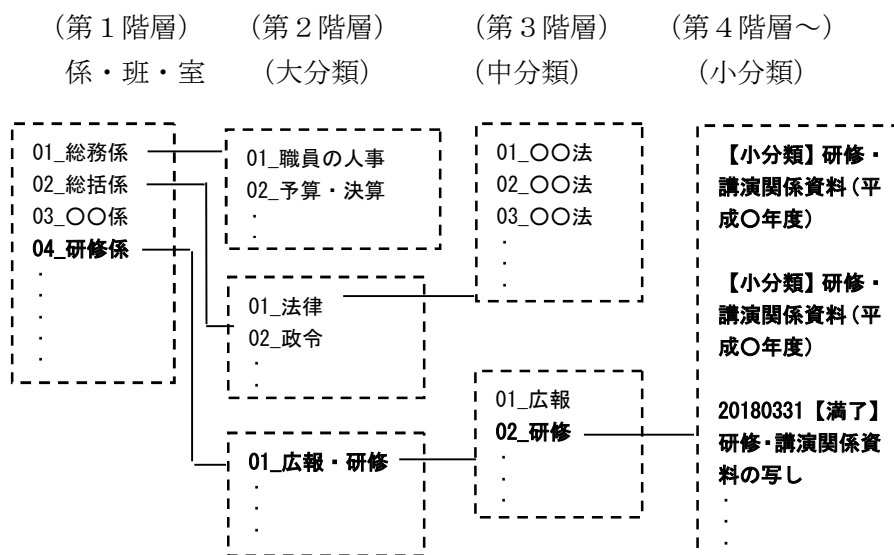 （第１階層）
係・班・室
（第２階層）
（大分類）
（第３階層）
（中分類）
（第４階層～）
（小分類）
01_総務係
02_総括係
03_〇〇係
04_研修係
・
・
・
・
・
01_職員の人事
02_予算・決算
・
・
01_法律
02_政令
・
・
01_広報・研修
・
・
・
01_〇〇法
02_〇〇法
03_〇〇法
・
・
・
01_広報
02_研修
・
・
・
【小分類】研修・
講演関係資料（平
成〇年度）
【小分類】研修・
講演関係資料（平
成〇年度）
20180331【満了】
研修・講演関係資
料の写し
・
・
・